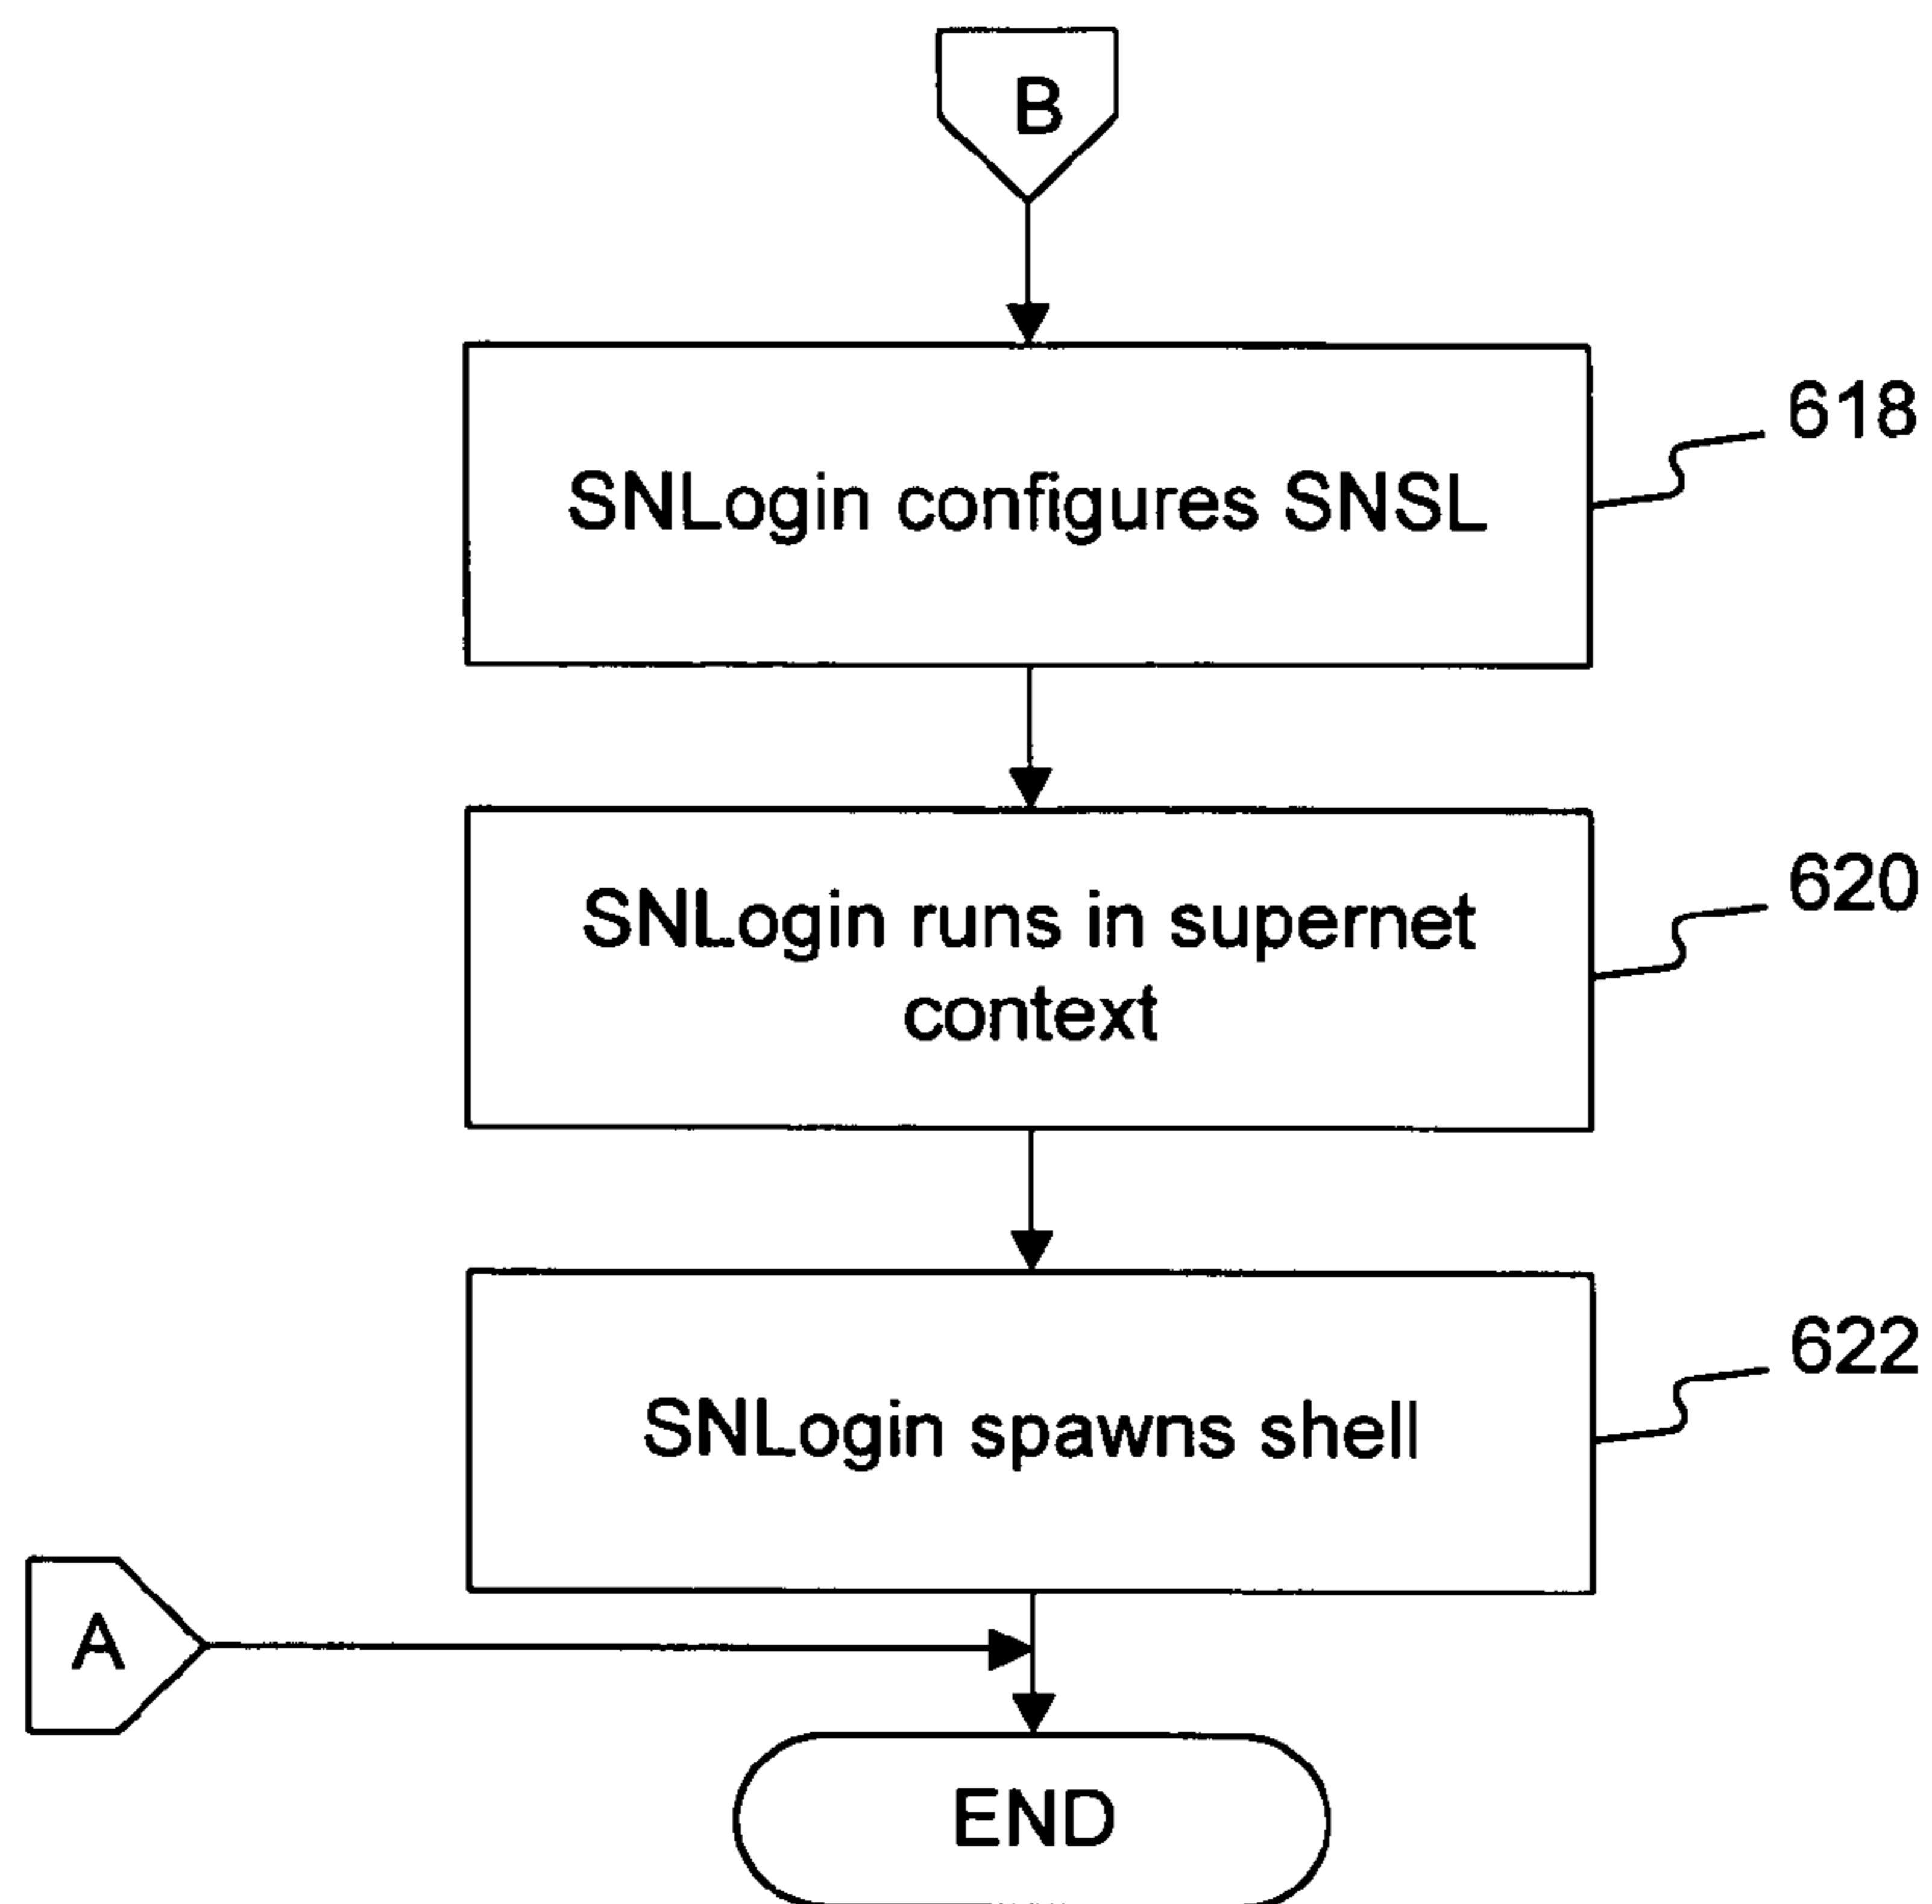 B
618
SNLogin configures SNSL
620
SNLogin runs in supernet
context
622
SNLogin spawns shell
A
END